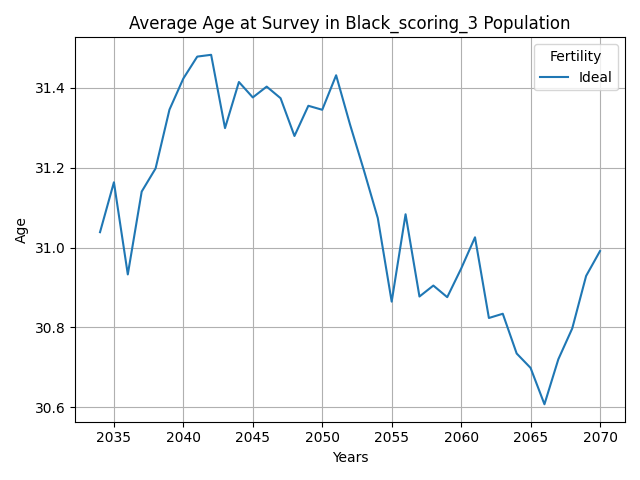 Average Age at Survey in Black_scoring_3 Population
Fertility
Ideal
31.4
31.2
31.0
30.8
30.6
Age
2035 2040 2045 2050 2055 2060 2065 2070
Years